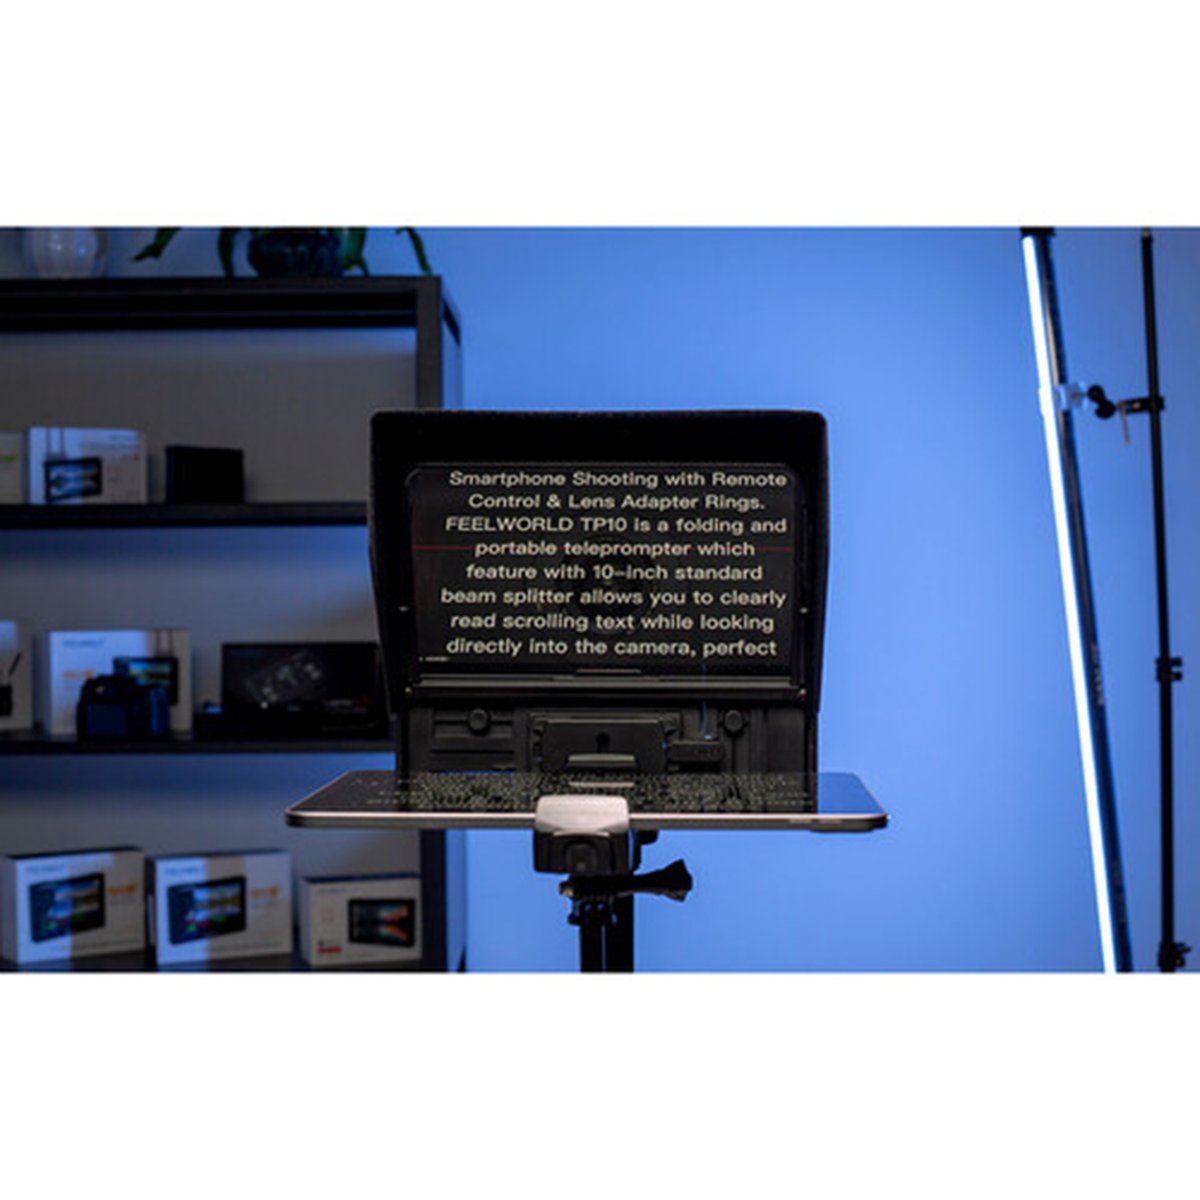 Smartphone Shooting with Remote
Control & Lens Adapter Rings.
FEELWORLD TP10 is a folding and
portable teleprompter which
feature with 10-inch standard
beam splitter allows you to clearly
read scrolling text while looking
directly into the camera, perfect